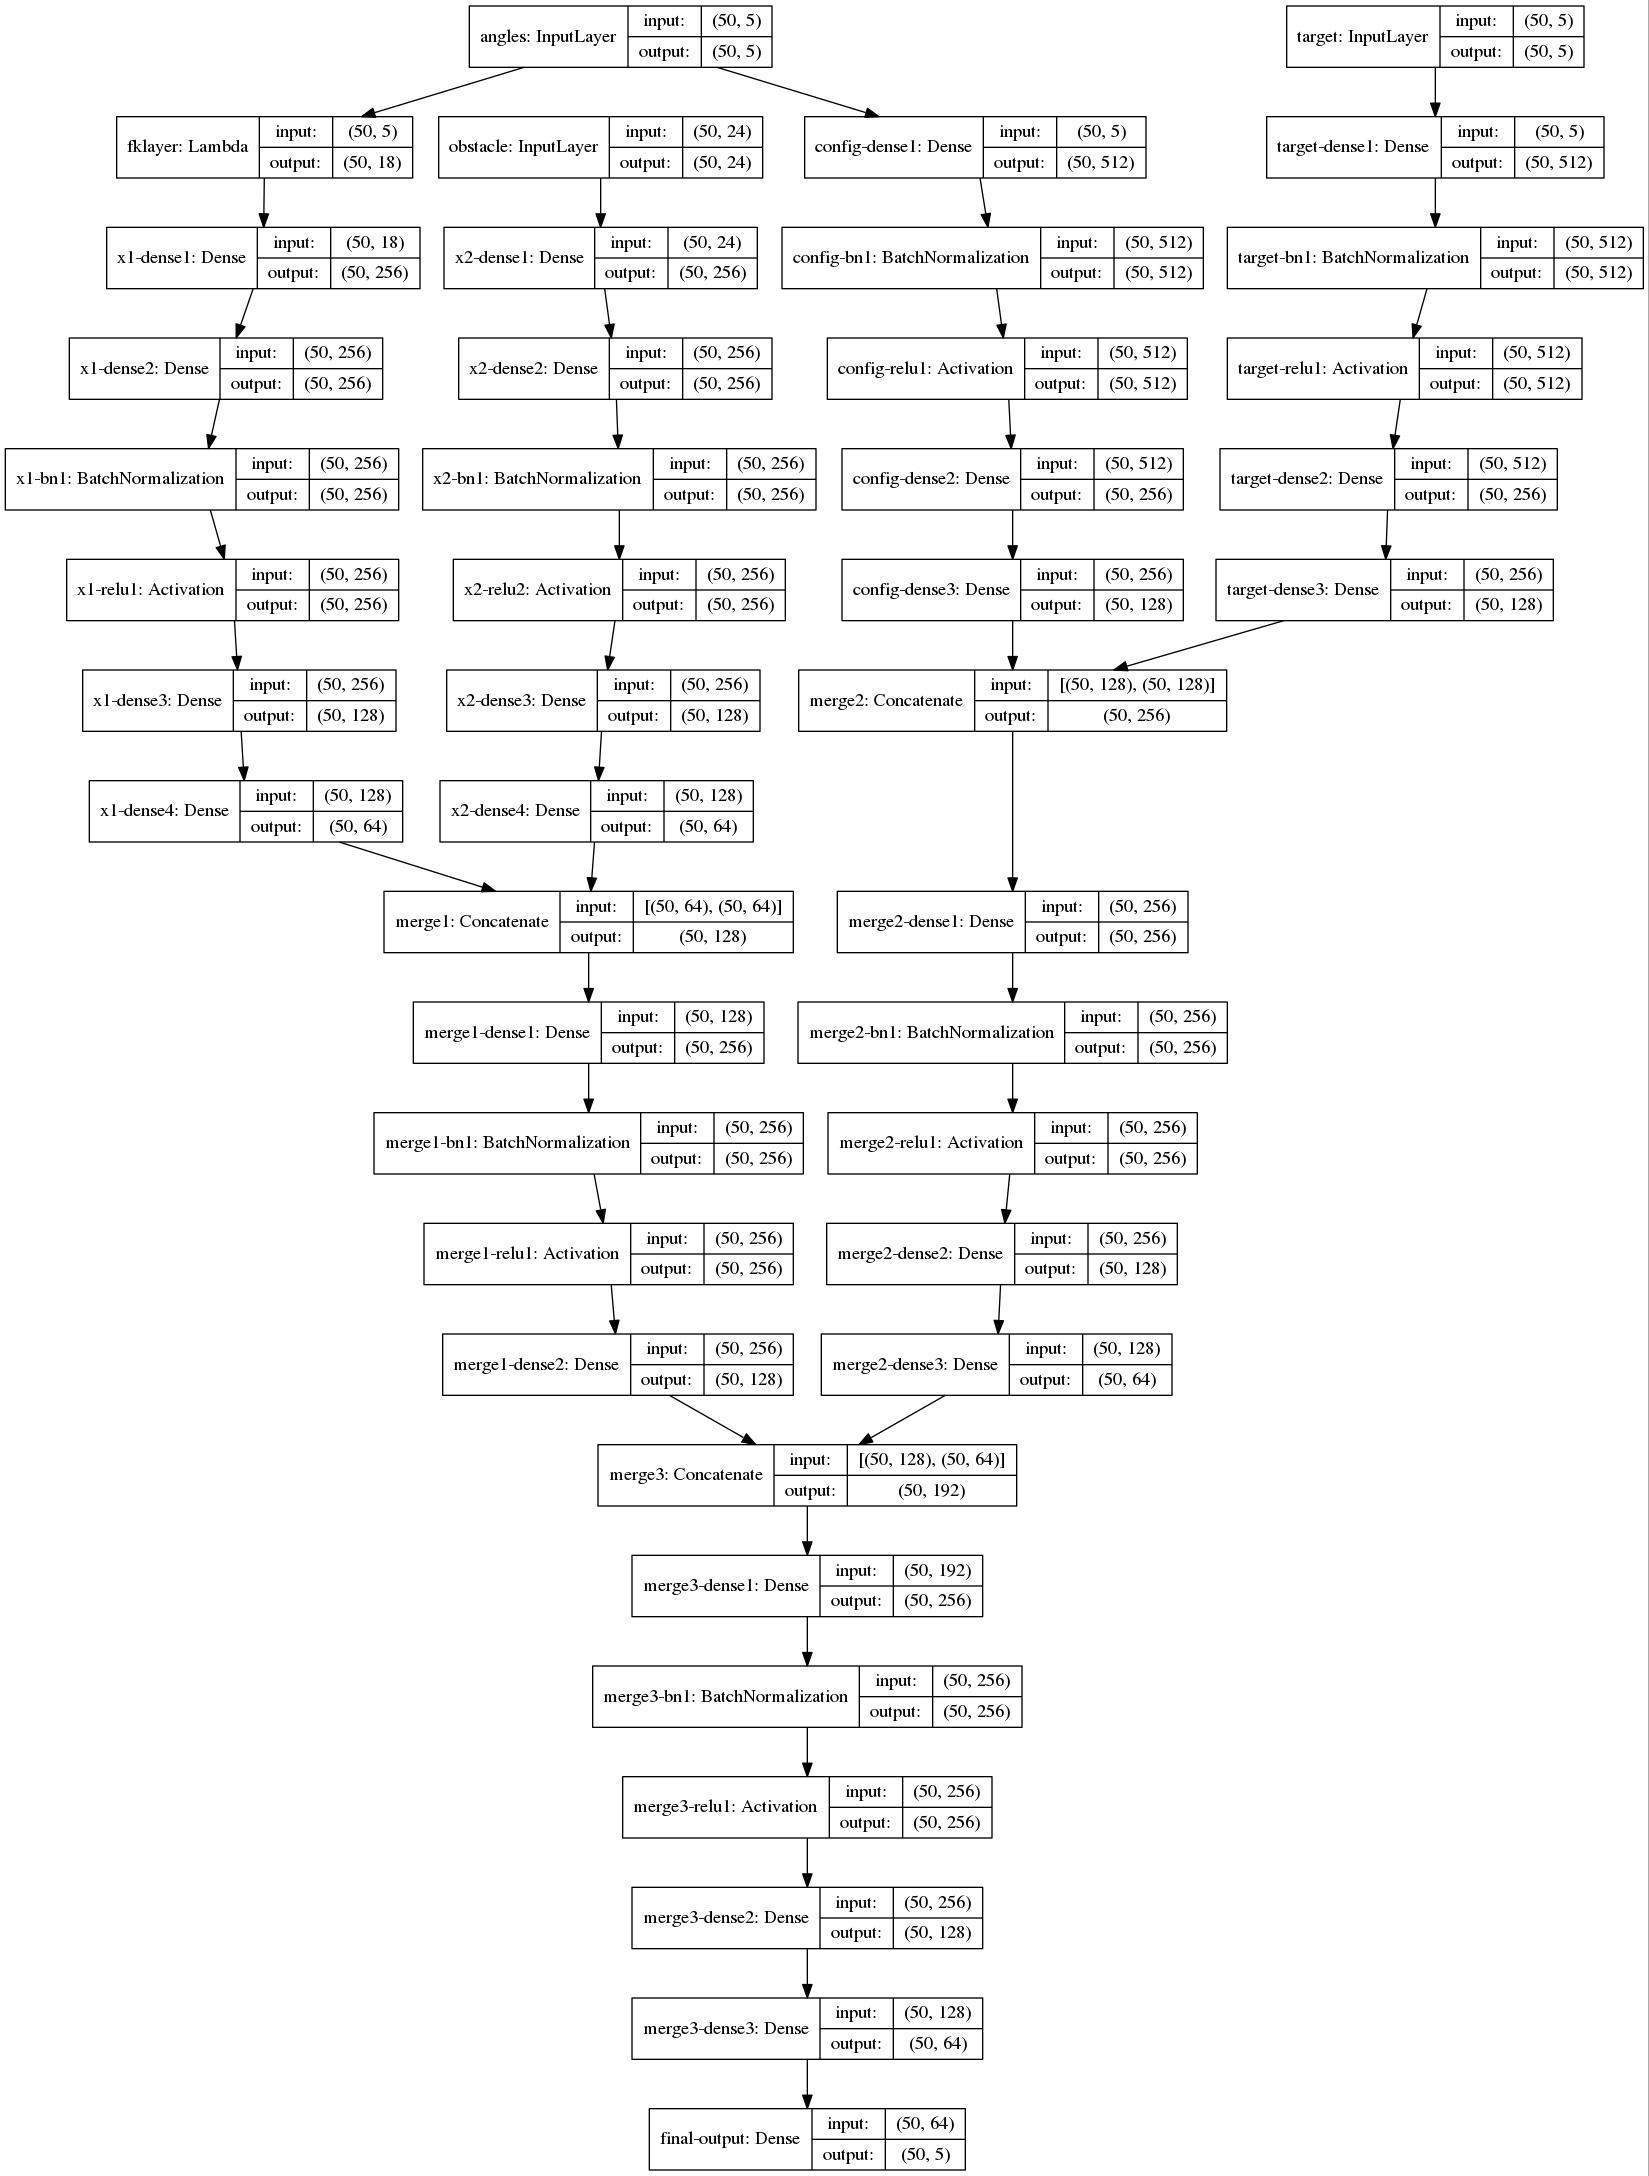 angles: InputLayer
input: (50, 5)
output: (50, 5)
target: InputLayer
input: (50, 5)
output: (50, 5)
fklayer: Lambda
input: (50, 5)
output: (50, 18)
obstacle: InputLayer
input: (50, 24)
output: (50, 24)
config-dense1: Dense
input: (50, 5)
output: (50, 512)
target-dense1: Dense
input: (50, 5)
output: (50, 512)
x1-dense1: Dense
input: (50, 18)
output: (50, 256)
x2-dense1: Dense
input: (50, 24)
output: (50, 256)
config-bn1: BatchNormalization
input: (50, 512)
output: (50, 512)
target-bn1: BatchNormalization
input: (50, 512)
output: (50, 512)
x1-dense2: Dense
input: (50, 256)
output: (50, 256)
x2-dense2: Dense
input: (50, 256)
output: (50, 256)
config-relu1: Activation
input: (50, 512)
output: (50, 512)
target-relu1: Activation
input: (50, 512)
output: (50, 512)
x1-bn1: BatchNormalization
input: (50, 256)
output: (50, 256)
x2-bn1: BatchNormalization
input: (50, 256)
output: (50, 256)
config-dense2: Dense
input: (50, 512)
output: (50, 256)
target-dense2: Dense
input: (50, 512)
output: (50, 256)
x1-relu1: Activation
input: (50, 256)
output: (50, 256)
x2-relu2: Activation
input: (50, 256)
output: (50, 256)
config-dense3: Dense
input: (50, 256)
output: (50, 128)
target-dense3: Dense
input: (50, 256)
output: (50, 128)
x1-dense3: Dense
input: (50, 256)
output: (50, 128)
x2-dense3: Dense
input: (50, 256)
output: (50, 128)
merge2: Concatenate
input: [(50, 128), (50, 128)]
output: (50, 256)
x1-dense4: Dense
input: (50, 128)
output: (50, 64)
x2-dense4: Dense
input: (50, 128)
output: (50, 64)
merge1: Concatenate
input: [(50, 64), (50, 64)]
output: (50, 128)
merge2-dense1: Dense
input: (50, 256)
output: (50, 256)
merge1-dense1: Dense
input: (50, 128)
output: (50, 256)
merge2-bn1: BatchNormalization
input: (50, 256)
output: (50, 256)
merge1-bn1: BatchNormalization
input: (50, 256)
output: (50, 256)
merge2-relu1: Activation
input: (50, 256)
output: (50, 256)
merge1-relu1: Activation
input: (50, 256)
output: (50, 256)
merge2-dense2: Dense
input: (50, 256)
output: (50, 128)
merge1-dense2: Dense
input: (50, 256)
output: (50, 128)
merge2-dense3: Dense
input: (50, 128)
output: (50, 64)
merge3: Concatenate
input: [(50, 128), (50, 64)]
output: (50, 192)
merge3-dense1: Dense
input: (50, 192)
output: (50, 256)
merge3-bn1: BatchNormalization
input: (50, 256)
output: (50, 256)
merge3-relu1: Activation
input: (50, 256)
output: (50, 256)
merge3-dense2: Dense
input: (50, 256)
output: (50, 128)
merge3-dense3: Dense
input: (50, 128)
output: (50, 64)
final-output: Dense
input: (50, 64)
output: (50, 5)